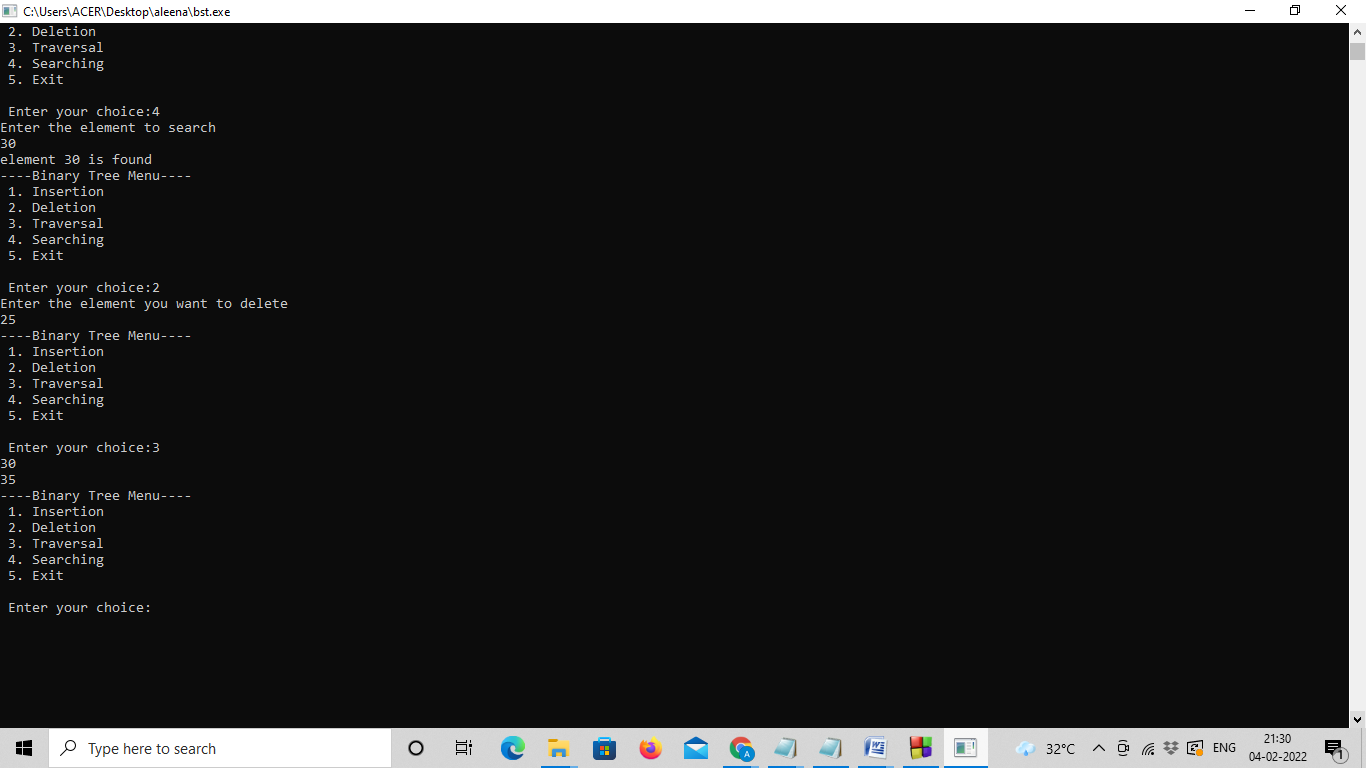 C:\Users\ACER\Desktop\aleena\bst.exe
2. Deletion
3. Traversal
4. Searching
5. Exit
Enter your choice:4
Enter the element to search
30
element 30 is found
----Binary Tree Menu----
1. Insertion
2. Deletion
3. Traversal
4. Searching
5. Exit
Enter your choice:2
Enter the element you want to delete
25
----Binary Tree Menu----
1. Insertion
2. Deletion
3. Traversal
4. Searching
5. Exit
Enter your choice:3
30
35
----Binary Tree Menu----
1. Insertion
2. Deletion
3. Traversal
4. Searching
5. Exit
Enter your choice:
Type here to search
A
W
32°C
ENG
21:30
04-02-2022
1